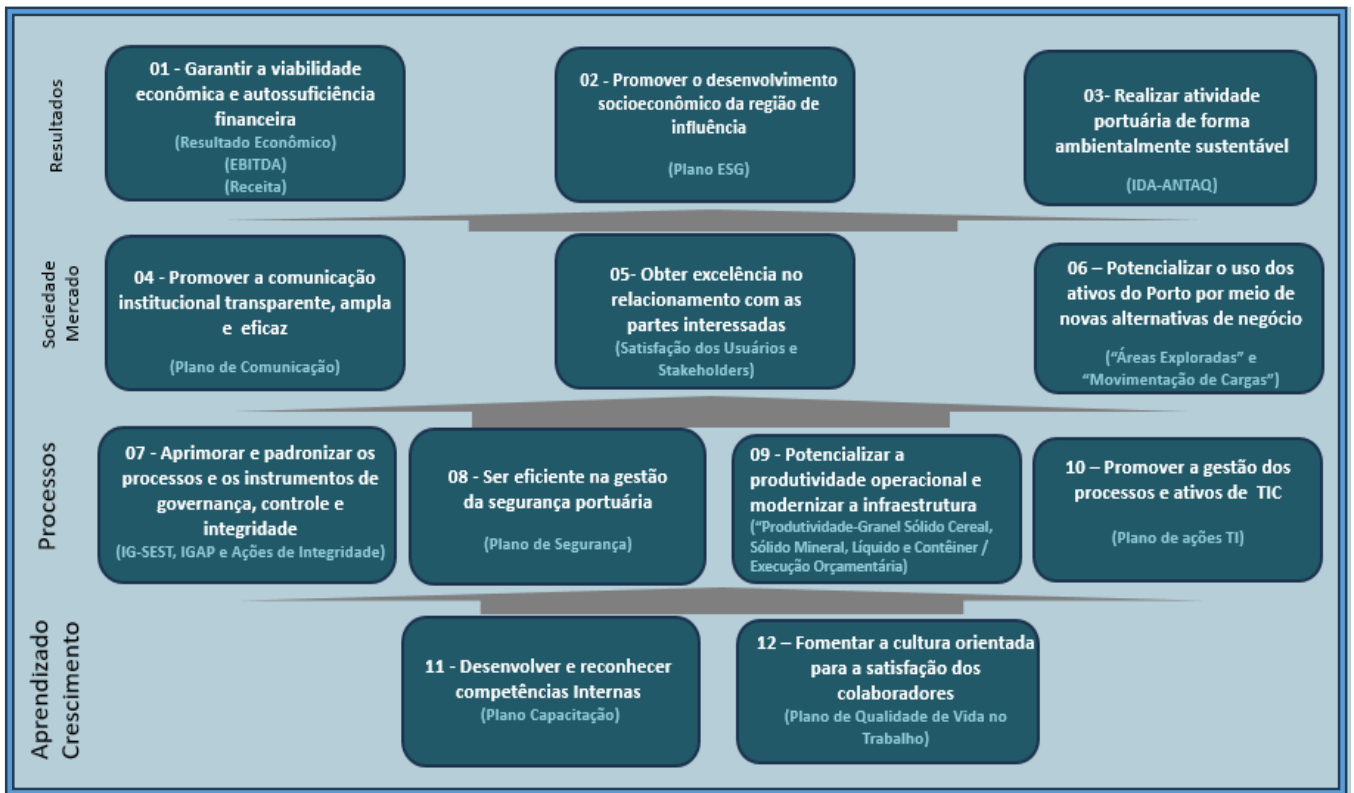 Resultados
01 - Garantir a viabilidade
econômica e autossuficiência
financeira
(Resultado Econômico)
(EBITDA)
(Receita)
02 - Promover o desenvolvimento
socioeconômico da região de
influência
(Plano ESG)
03- Realizar atividade
portuária de forma
ambientalmente sustentável
(IDA-ANTAQ)
Sociedade
Mercado
04 - Promover a comunicação
institucional transparente, ampla
e eficaz
(Plano de Comunicação)
05- Obter excelência no
relacionamento com as
partes interessadas
(Satisfação dos Usuários e
Stakeholders)
06 – Potencializar o uso dos
ativos do Porto por meio de
novas alternativas de negócio
(“Áreas Exploradas” e
“Movimentação de Cargas”)
Processos
07 - Aprimorar e padronizar os
processos e os instrumentos de
governança, controle e
integridade
(IG-SEST, IGAP e Ações de Integridade)
08 - Ser eficiente na gestão
da segurança portuária
(Plano de Segurança)
09 - Potencializar a
produtividade operacional e
modernizar a infraestrutura
(“Produtividade-Granel Sólido Cereal,
Sólido Mineral, Líquido e Contêiner /
Execução Orçamentária)
10 – Promover a gestão dos
processos e ativos de TIC
(Plano de ações TI)
Aprendizado
Crescimento
11 - Desenvolver e reconhecer
competências Internas
(Plano Capacitação)
12 – Fomentar a cultura orientada
para a satisfação dos
colaboradores
(Plano de Qualidade de Vida no
Trabalho)